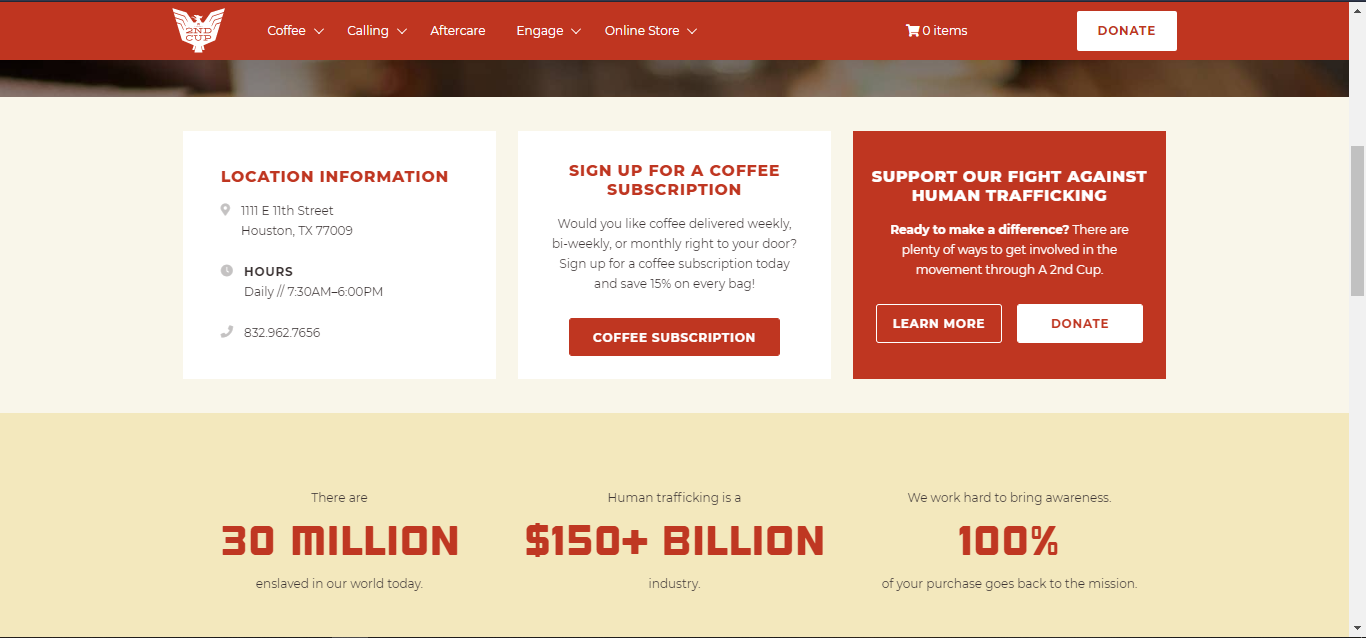 2ND
CUP
Coffee
Calling
Aftercare
Engage
Online Store
0 items
DONATE
LOCATION INFORMATION
1111 E 11th Street
Houston, TX 77009
HOURS
Daily // 7:30AM–6:00PM
832.962.7656
SIGN UP FOR A COFFEE
SUBSCRIPTION
Would you like coffee delivered weekly,
bi-weekly, or monthly right to your door?
Sign up for a coffee subscription today
and save 15% on every bag!
COFFEE SUBSCRIPTION
SUPPORT OUR FIGHT AGAINST
HUMAN TRAFFICKING
Ready to make a difference? There are
plenty of ways to get involved in the
movement through A 2nd Cup.
LEARN MORE
DONATE
There are
30 MILLION
enslaved in our world today.
Human trafficking is a
$150+ BILLION
industry.
We work hard to bring awareness.
100%
of your purchase goes back to the mission.